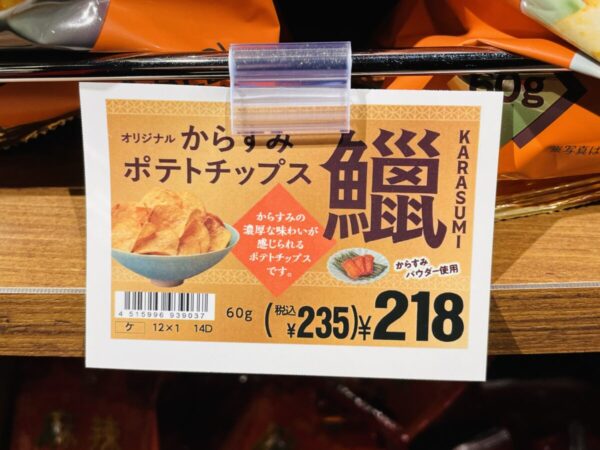 オリジナル からすみ
ポテトチップス
鱲
KARASUMI
からすみの
濃厚な味わいが
感じられる
ポテトチップス
です。
からすみ
パウダー使用
4 515996 939037
ケ 12×1 14D
60g
(税込¥235)¥218
60g